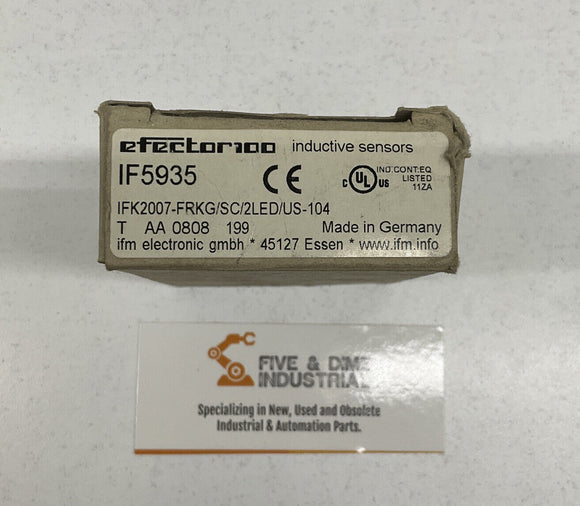 efector100 inductive sensors
IF5935
CE
c UL US
IND.CONT.EQ
LISTED
11ZA
IFK2007-FRKG/SC/2LED/US-104
T AA 0808 199 Made in Germany
ifm electronic gmbh * 45127 Essen * www.ifm.info
FIVE & DIME
INDUSTRIAL
Specializing in New, Used and Obsolete
Industrial & Automation Parts.